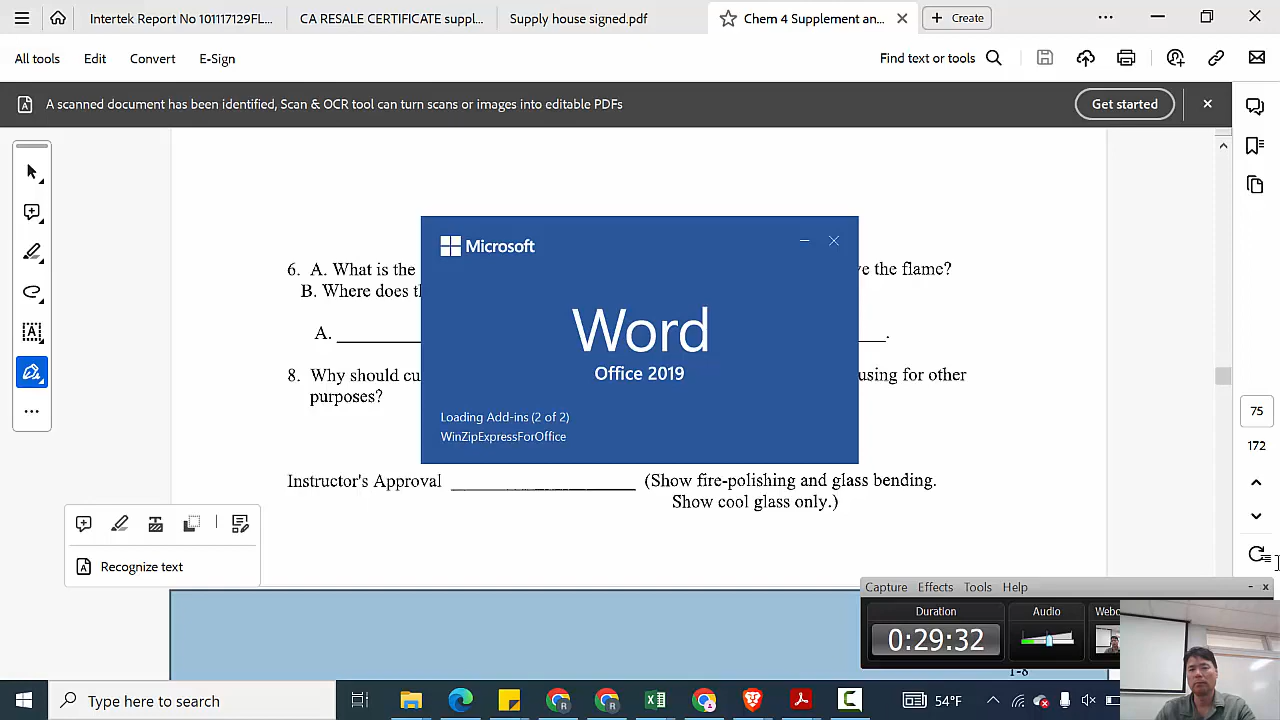 Intertek Report No 101117129FL...
CA RESALE CERTIFICATE suppl...
Supply house signed.pdf
Chem 4 Supplement an...
Create
All tools
Edit
Convert
E-Sign
Find text or tools
A scanned document has been identified, Scan & OCR tool can turn scans or images into editable PDFs
Get started
6. A. What is the
e the flame?
B. Where does
A.
8. Why should cu
using for other
purposes?
Microsoft
Word
Office 2019
Loading Add-ins (2 of 2)
WinZipExpressForOffice
Instructor's Approval ____________________ (Show fire-polishing and glass bending.
Show cool glass only.)
Recognize text
75
172
Capture Effects Tools Help
Duration
Audio
Webc
0:29:32
1-8
Type here to search
54°F